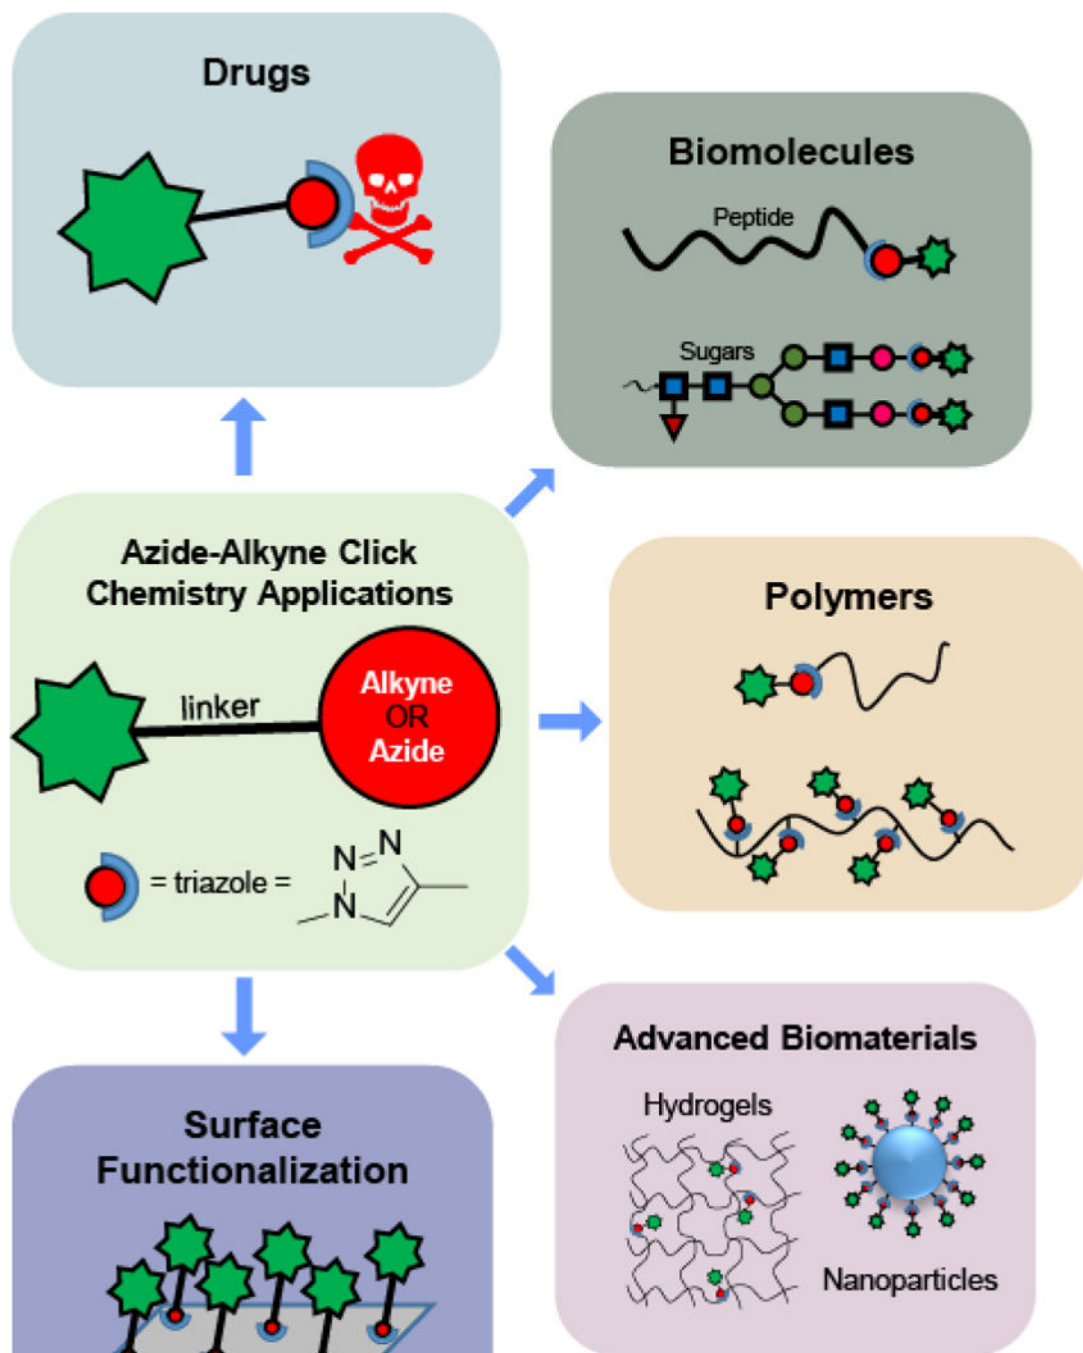 Drugs
Biomolecules
Peptide
Sugars
Azide-Alkyne Click
Chemistry Applications
linker
Alkyne
OR
Azide
= triazole =
N=N
N
Polymers
Advanced Biomaterials
Hydrogels
Nanoparticles
Surface
Functionalization